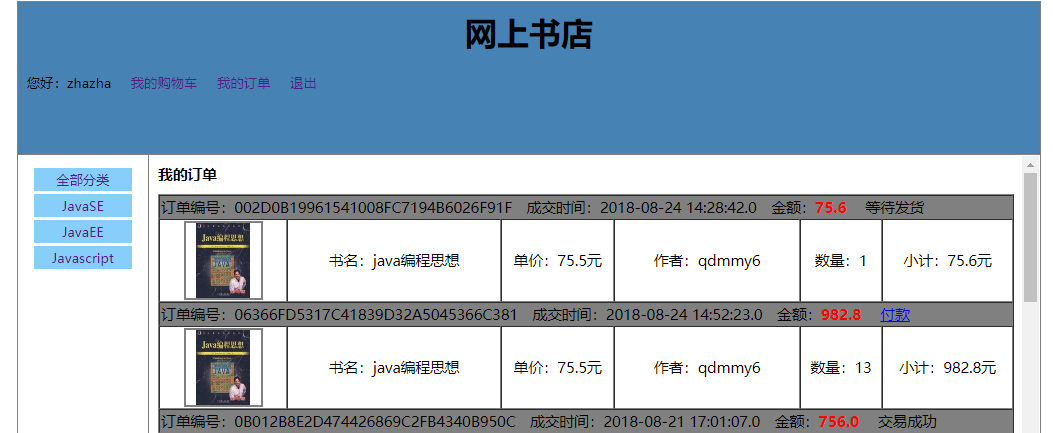 网上书店
您好：zhazha 我的购物车 我的订单 退出
全部分类
JavaSE
JavaEE
Javascript
我的订单
订单编号：002D0B19961541008FC7194B6026F91F 成交时间：2018-08-24 14:28:42.0 金额：75.6 等待发货
Java编程思想
书名：java编程思想 单价：75.5元 作者：qdmmy6 数量：1 小计：75.6元
订单编号：06366FD5317C41839D32A5045366C381 成交时间：2018-08-24 14:52:23.0 金额：982.8 付款
Java编程思想
书名：java编程思想 单价：75.5元 作者：qdmmy6 数量：13 小计：982.8元
订单编号：0B012B8E2D474426869C2FB4340B950C 成交时间：2018-08-21 17:01:07.0 金额：756.0 交易成功